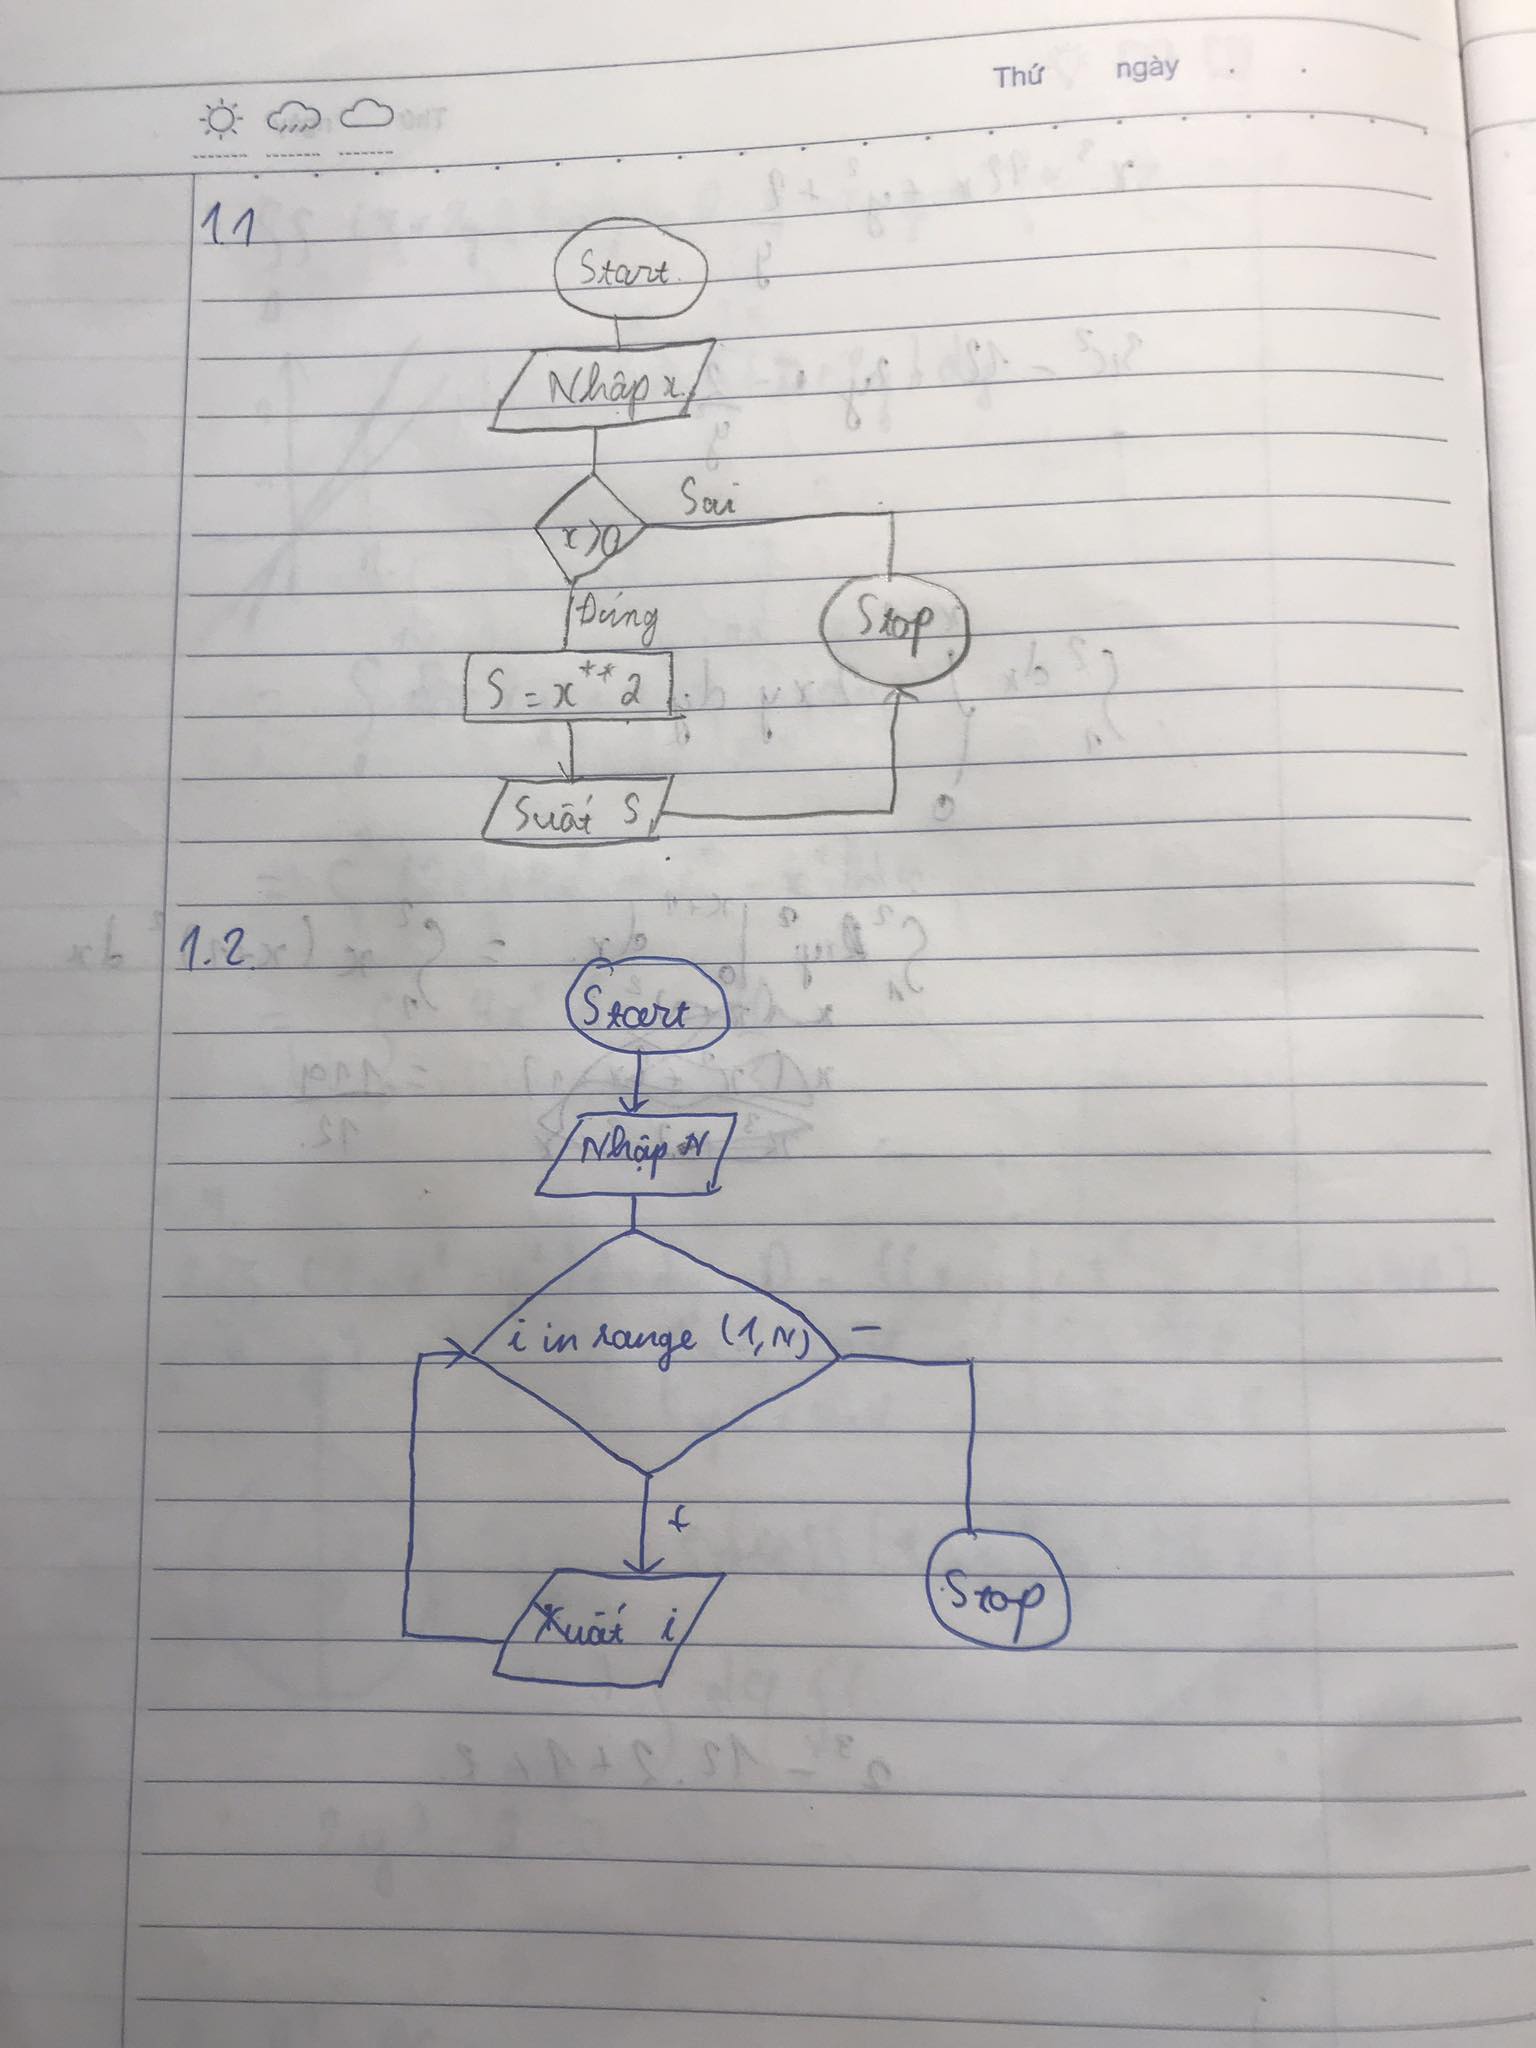 Thứ ngày . .
1.1
Start
Nhập x
x>0
Sai
Đúng
Stop
S = x**2
Suất S
1.2
Start
Nhập N
i in range (1, N)
-
+
Xuất i
Stop